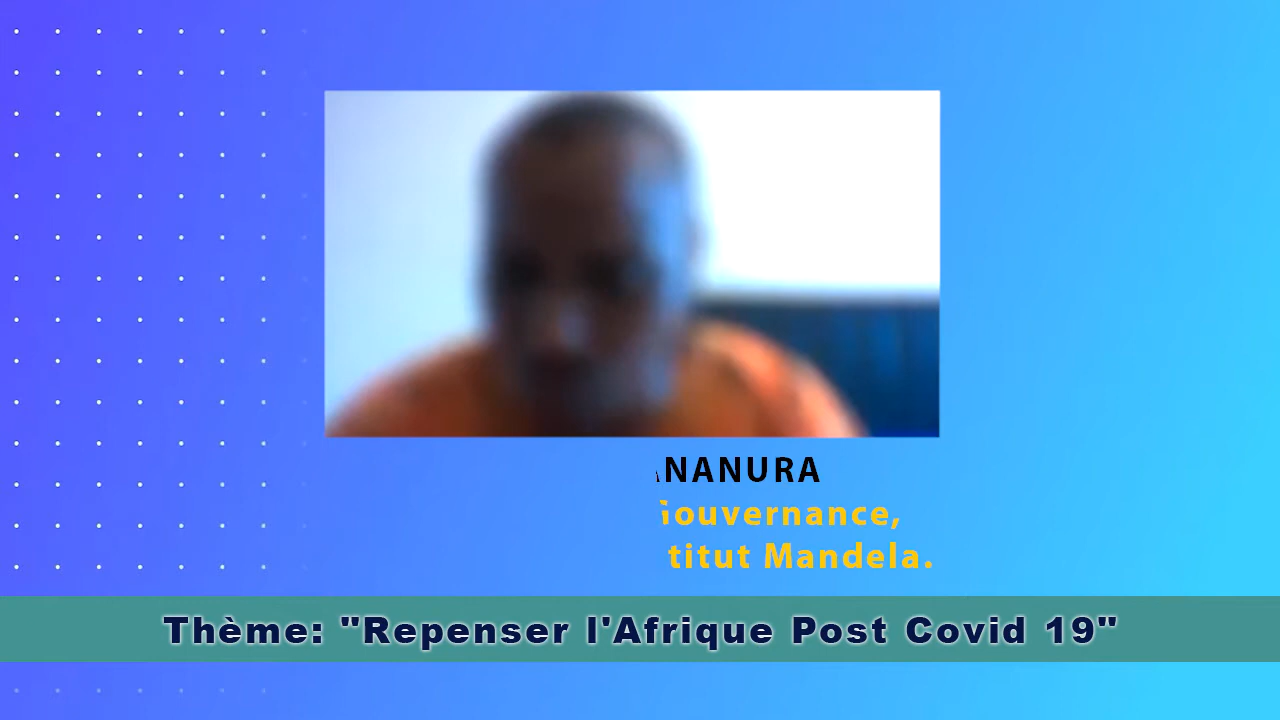 NANURA
Gouvernance,
titut Mandela.
Thème: "Repenser l'Afrique Post Covid 19"